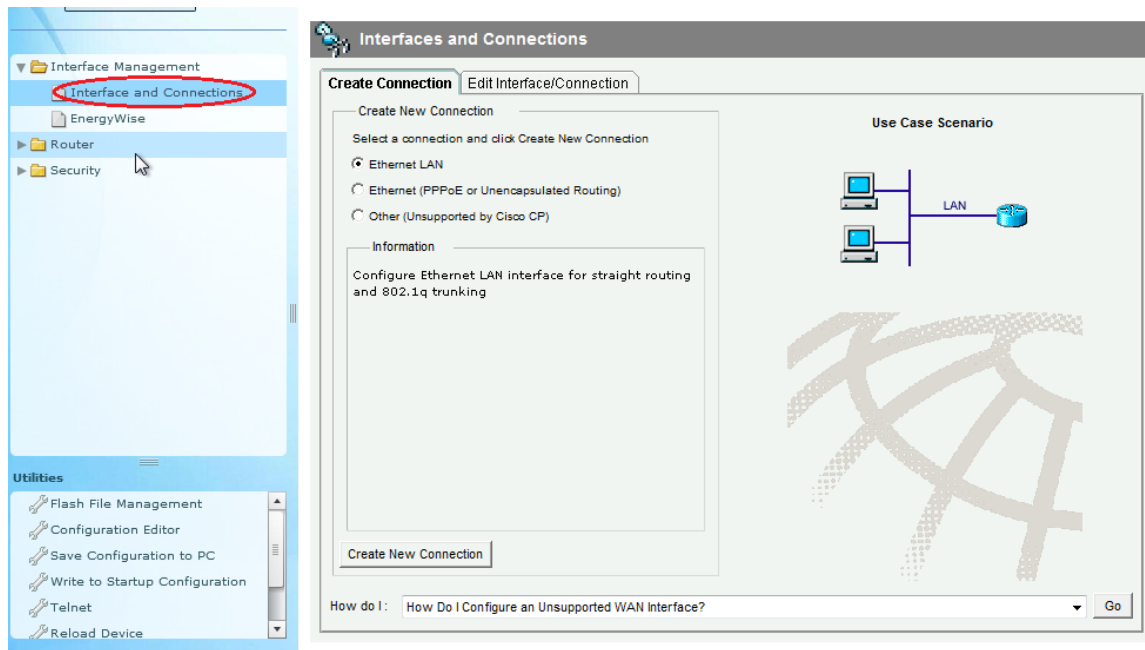 Interface Management
Interface and Connections
EnergyWise
Router
Security
Utilities
Flash File Management
Configuration Editor
Save Configuration to PC
Write to Startup Configuration
Telnet
Reload Device
Interfaces and Connections
Create Connection
Edit Interface/Connection
Create New Connection
Select a connection and click Create New Connection
Ethernet LAN
Ethernet (PPPoE or Unencapsulated Routing)
Other (Unsupported by Cisco CP)
Information
Configure Ethernet LAN interface for straight routing
and 802.1q trunking
Create New Connection
Use Case Scenario
LAN
How do I: How Do I Configure an Unsupported WAN Interface? Go